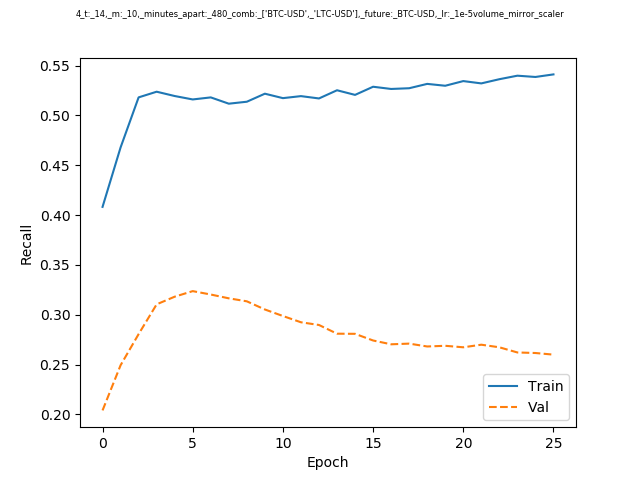 4_t:_14,_m:_10,_minutes_apart:_480_comb:_['BTC-USD',_'LTC-USD'],_future:_BTC-USD,_lr:_1e-5volume_mirror_scaler
0.55
0.50
0.45
0.40
0.35
0.30
0.25
0.20
Recall
0 5 10 15 20 25
Epoch
Train
Val